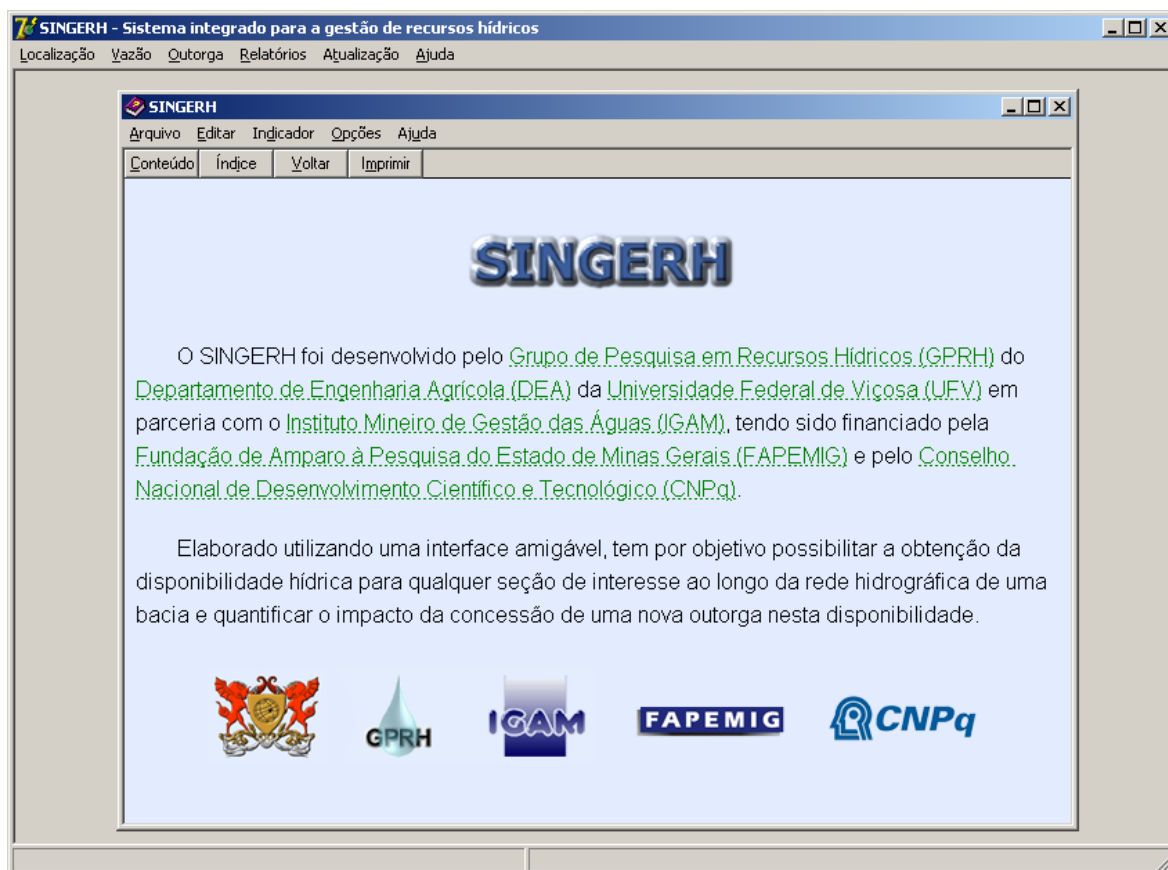 SINGERH - Sistema integrado para a gestão de recursos hídricos
Localização Vazão Outorga Relatórios Atualização Ajuda
SINGERH
Arquivo Editar Indicador Opções Ajuda
Conteúdo Índice Voltar Imprimir
SINGERH
O SINGERH foi desenvolvido pelo Grupo de Pesquisa em Recursos Hídricos (GPRH) do
Departamento de Engenharia Agrícola (DEA) da Universidade Federal de Viçosa (UFV) em
parceria com o Instituto Mineiro de Gestão das Águas (IGAM), tendo sido financiado pela
Fundação de Amparo à Pesquisa do Estado de Minas Gerais (FAPEMIG) e pelo Conselho
Nacional de Desenvolvimento Científico e Tecnológico (CNPq).
Elaborado utilizando uma interface amigável, tem por objetivo possibilitar a obtenção da
disponibilidade hídrica para qualquer seção de interesse ao longo da rede hidrográfica de uma
bacia e quantificar o impacto da concessão de uma nova outorga nesta disponibilidade.
GPRH IGAM FAPEMIG CNPq